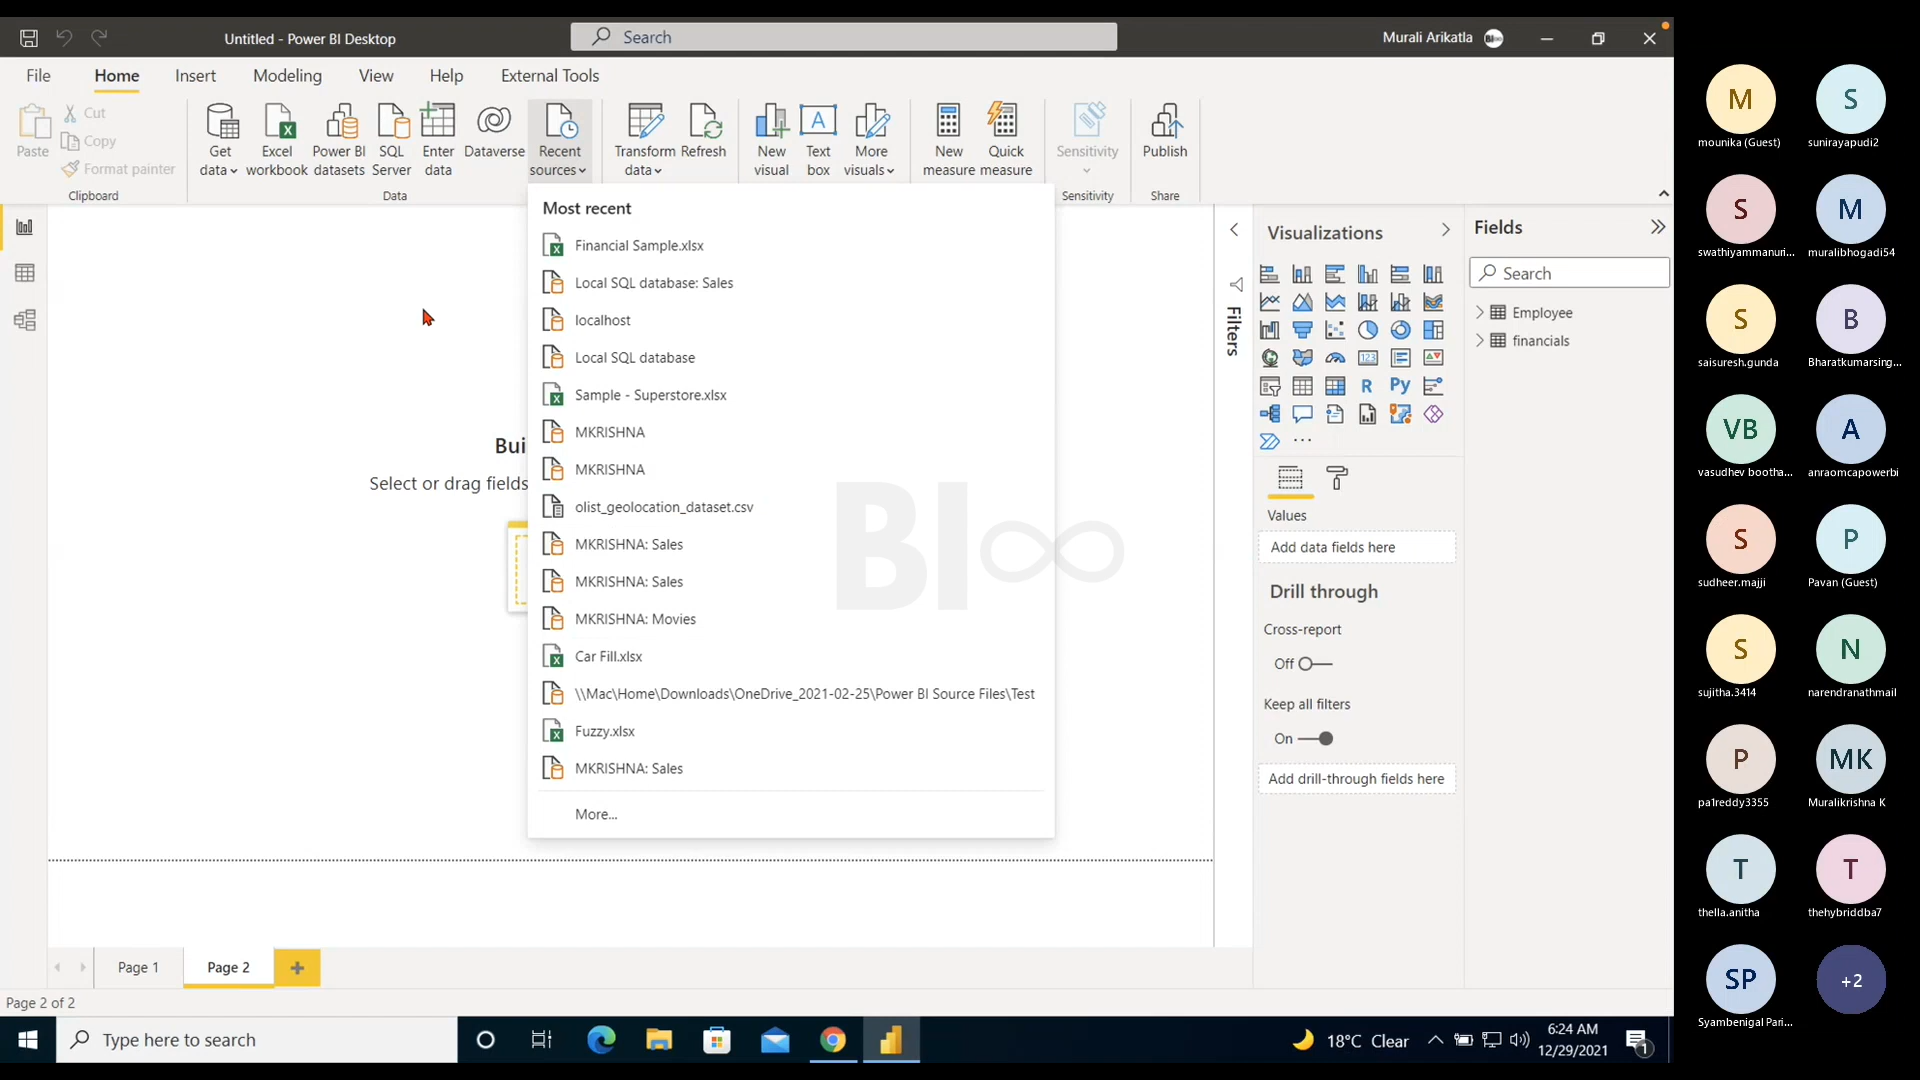 Untitled - Power BI Desktop
Search
Murali Arikatla
File
Home
Insert
Modeling
View
Help
External Tools
Paste
Cut
Copy
Format painter
Clipboard
Get data
Excel workbook
Power BI datasets
SQL Server
Enter data
Dataverse
Recent sources
Data
Transform data
Refresh
New visual
Text box
More visuals
New measure
Quick measure
Sensitivity
Sensitivity
Publish
Share
Most recent
Financial Sample.xlsx
Local SQL database: Sales
localhost
Local SQL database
Sample - Superstore.xlsx
MKRISHNA
MKRISHNA
olist_geolocation_dataset.csv
MKRISHNA: Sales
MKRISHNA: Sales
MKRISHNA: Movies
Car Fill.xlsx
\\Mac\Home\Downloads\OneDrive_2021-02-25\Power BI Source Files\Test
Fuzzy.xlsx
MKRISHNA: Sales
More...
Bui
Select or drag fields
BI
Filters
Visualizations
R
Py
123
Values
Add data fields here
Drill through
Cross-report
Off
Keep all filters
On
Add drill-through fields here
Fields
Search
Employee
financials
Page 1
Page 2
Page 2 of 2
Type here to search
18°C Clear
6:24 AM
12/29/2021
1
M
mounika (Guest)
S
sunirayapudi2
S
swathiyammanuri...
M
muralibhogadi54
S
saisuresh.gunda
B
Bharatkumarsing...
VB
vasudhev bootha...
A
anraomcapowerbi
S
sudheer.majji
P
Pavan (Guest)
S
sujitha.3414
N
narendranathmail
P
pa1reddy3355
MK
Muralikrishna K
T
thella.anitha
T
thehybriddba7
SP
Syambenigal Pari...
+2